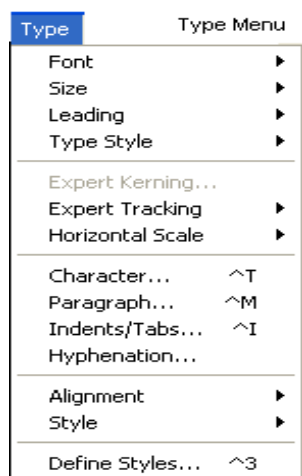 Type Type Menu
Font
Size
Leading
Type Style
Expert Kerning...
Expert Tracking
Horizontal Scale
Character... ^T
Paragraph... ^M
Indents/Tabs... ^I
Hyphenation...
Alignment
Style
Define Styles... ^3